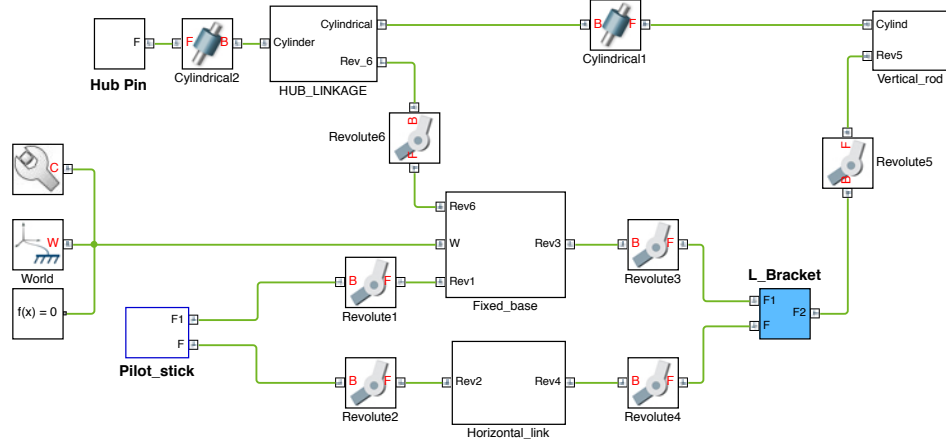 Cylindrical
Cylinder
Rev_6
HUB_LINKAGE
F
Hub Pin
F
B
Cylindrical2
B
F
Cylindrical1
Cylind
Rev5
Vertical_rod
B
F
Revolute6
F
B
Revolute5
C
W
World
f(x) = 0
Rev6
W
Rev1
Rev3
Fixed_base
B
F
Revolute3
B
F
Revolute1
F1
F
Pilot_stick
L_Bracket
F1
F
F2
B
F
Revolute2
Rev2
Rev4
Horizontal_link
B
F
Revolute4